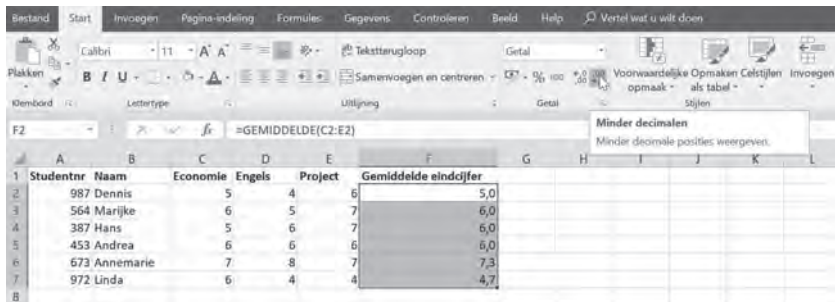 Bestand Start Invoegen Pagina-indeling Formules Gegevens Controleren Beeld Help Vertel wat u wilt doen
Calibri 11 A A Tekstterugloop Getal
Plakken B I U A Samenvoegen en centreren % 000 Voorwaardelijke Opmaken Celstijlen Invoegen
opmaak als tabel
Klembord Lettertype Uitlijning Getal Stijlen
F2 fx =GEMIDDELDE(C2:E2)
Minder decimalen
Minder decimale posities weergeven.
A B C D E F G H I J K L
1 Studentnr Naam Economie Engels Project Gemiddelde eindcijfer
2 987 Dennis 5 4 6 5,0
3 564 Marijke 6 5 7 6,0
4 387 Hans 5 6 7 6,0
5 453 Andrea 6 6 6 6,0
6 673 Annemarie 7 8 7 7,3
7 972 Linda 6 4 4 4,7
8